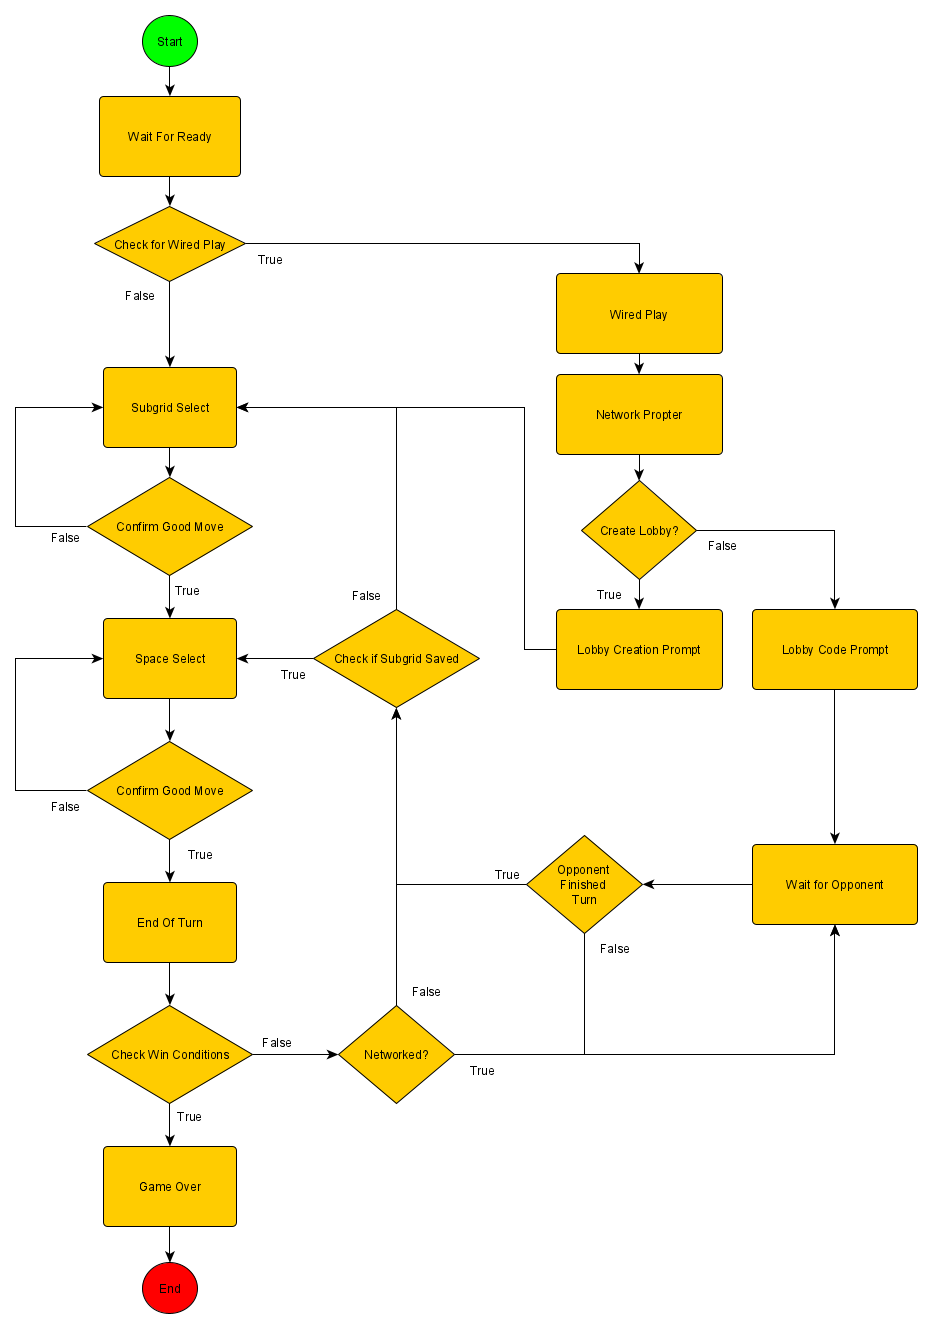 Start
Wait For Ready
Check for Wired Play
True
False
Wired Play
Subgrid Select
Network Propter
Confirm Good Move
False
Create Lobby?
False
True
False
True
Space Select
True
Check if Subgrid Saved
Lobby Creation Prompt
Lobby Code Prompt
Confirm Good Move
False
True
True
Opponent
Finished
Turn
Wait for Opponent
End Of Turn
False
False
Check Win Conditions
False
Networked?
True
True
Game Over
End